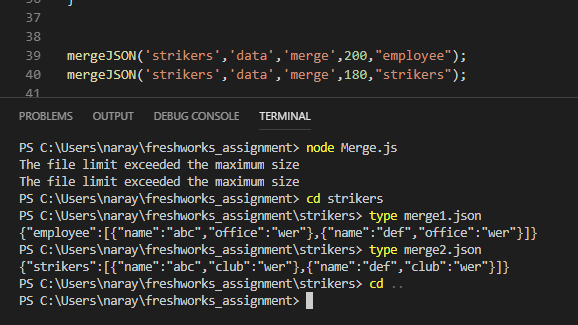 37
38
39 mergeJSON('strikers','data','merge',200,"employee");
40 mergeJSON('strikers','data','merge',180,"strikers");
41
PROBLEMS OUTPUT DEBUG CONSOLE TERMINAL
PS C:\Users\naray\freshworks_assignment> node Merge.js
The file limit exceeded the maximum size
The file limit exceeded the maximum size
PS C:\Users\naray\freshworks_assignment> cd strikers
PS C:\Users\naray\freshworks_assignment\strikers> type merge1.json
{"employee":[{"name":"abc","office":"wer"},{"name":"def","office":"wer"}]}
PS C:\Users\naray\freshworks_assignment\strikers> type merge2.json
{"strikers":[{"name":"abc","club":"wer"},{"name":"def","club":"wer"}]}
PS C:\Users\naray\freshworks_assignment\strikers> cd ..
PS C:\Users\naray\freshworks_assignment>